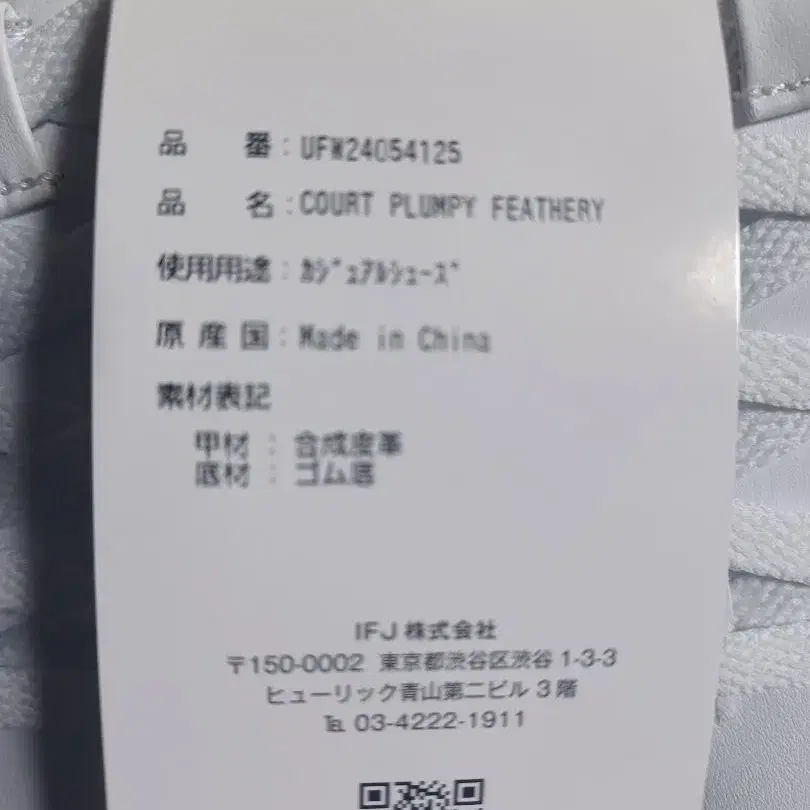 品 番 : UFW24054125
品 名 : COURT PLUMPY FEATHERY
使用用途 : ｶｼﾞｭｱﾙｼｭｰｽﾞ
原 産 国 : Made in China
素材表記
甲材 : 合成皮革
底材 : ゴム底
IFJ 株式会社
〒150-0002 東京都渋谷区渋谷 1-3-3
ヒューリック青山第二ビル 3 階
℡ 03-4222-1911